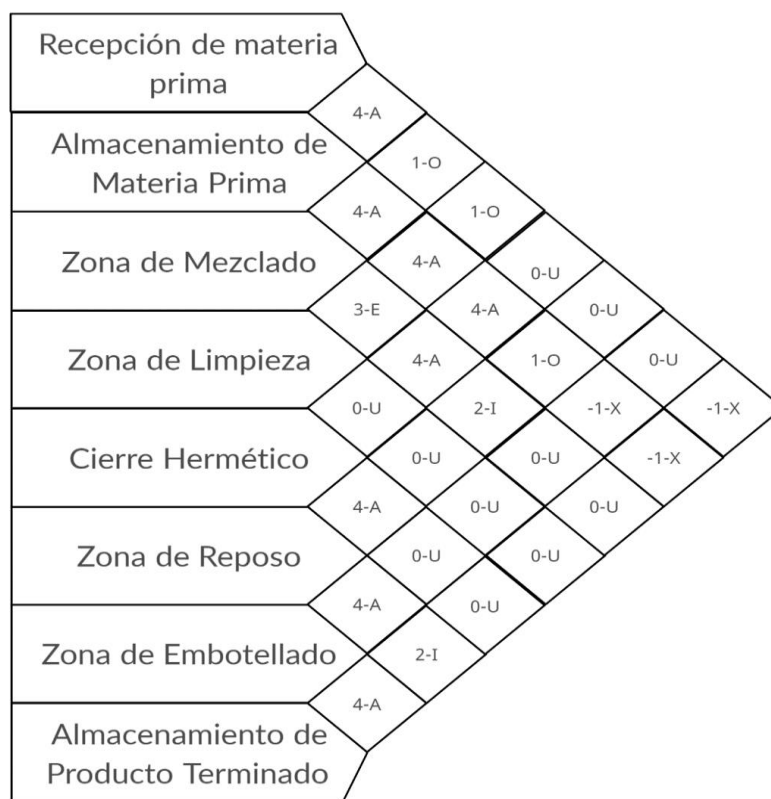 Recepción de materia
prima
4-A
Almacenamiento de
Materia Prima
1-O
4-A
1-O
Zona de Mezclado
4-A
0-U
3-E
4-A
0-U
Zona de Limpieza
4-A
1-O
0-U
0-U
2-I
-1-X
-1-X
Cierre Hermético
0-U
0-U
-1-X
4-A
0-U
0-U
Zona de Reposo
0-U
0-U
4-A
0-U
Zona de Embotellado
2-I
4-A
Almacenamiento de
Producto Terminado